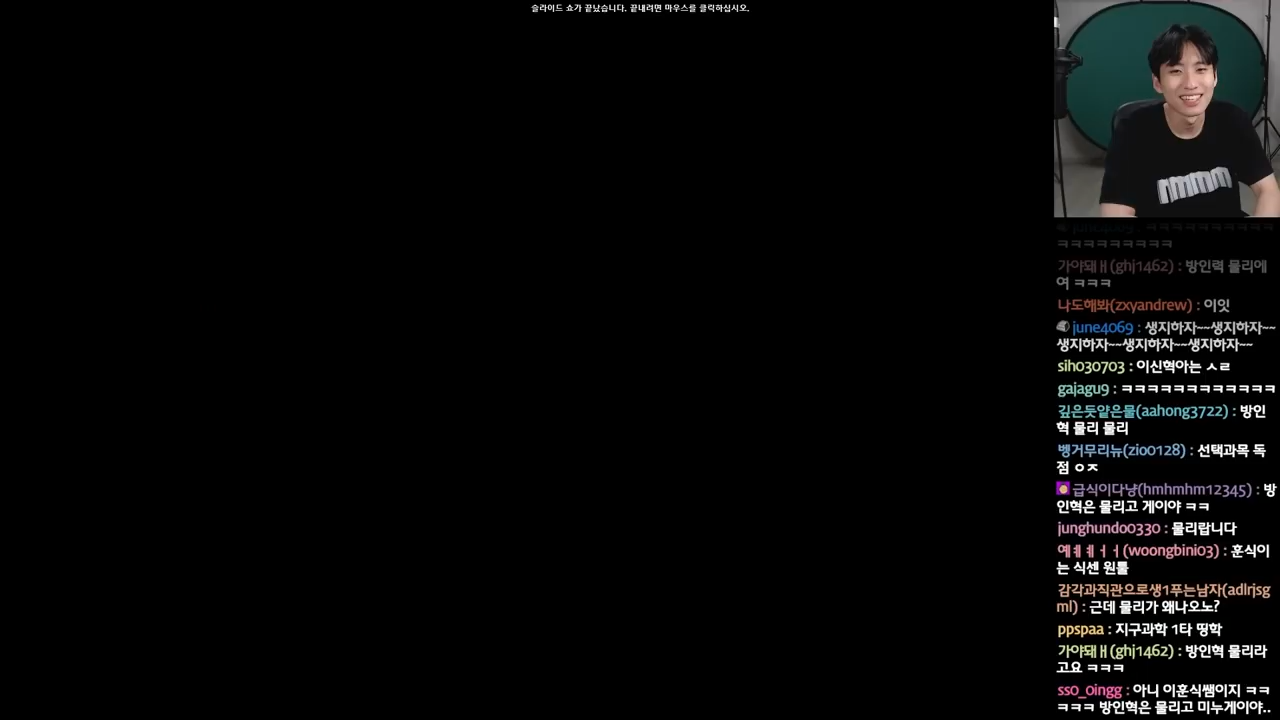 슬라이드 쇼가 끝났습니다. 끝내려면 마우스를 클릭하십시오.
nmmm
ㅋㅋㅋㅋㅋㅋㅋㅋㅋ
가야돼ㅐ(ghj1462) : 방인력 물리에
여 ㅋㅋㅋ
나도해봐(zxyandrew) : 이잇
june4069 : 생지하자~~생지하자~~
생지하자~~생지하자~~생지하자~~
sih030703 : 이신혁아는 ㅅㄹ
gajagu9 : ㅋㅋㅋㅋㅋㅋㅋㅋㅋㅋㅋㅋ
깊은듯얕은물(aahong3722) : 방인
혁 물리 물리
벵거무리뉴(zio0128) : 선택과목 독
점 ㅇㅈ
급식이다냥(hmhmhm12345) : 방
인혁은 물리고 게이야 ㅋㅋ
junghundo0330 : 물리랍니다
예ㅖㅖㅓㅓ(woongbini03) : 훈식이
는 식센 원툴
감각과직관으로생1푸는남자(adlrjsg
ml) : 근데 물리가 왜나오노?
ppspaa : 지구과학 1타 띵학
가야돼ㅐ(ghj1462) : 방인혁 물리라
고요 ㅋㅋㅋ
ss0_0ingg : 아니 이훈식쌤이지 ㅋㅋ
ㅋㅋㅋ 방인혁은 물리고 미누게이야..